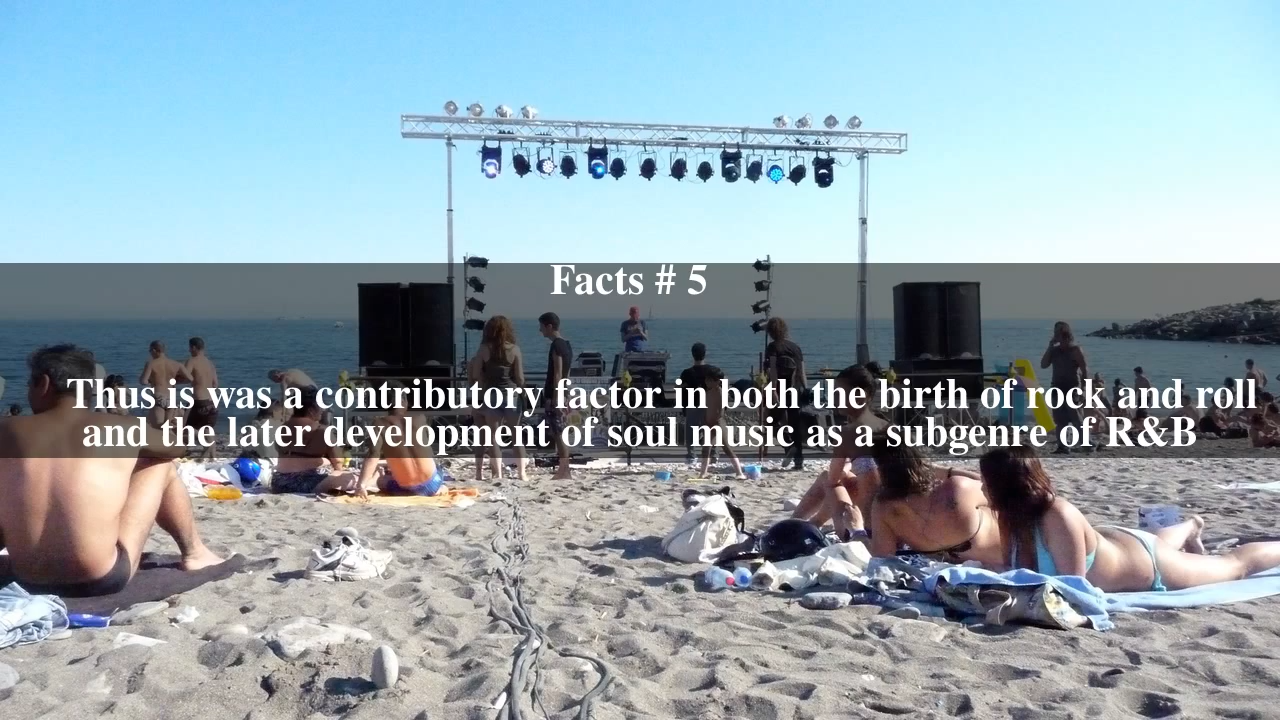 Facts # 5
Thus is was a contributory factor in both the birth of rock and roll
and the later development of soul music as a subgenre of R&B